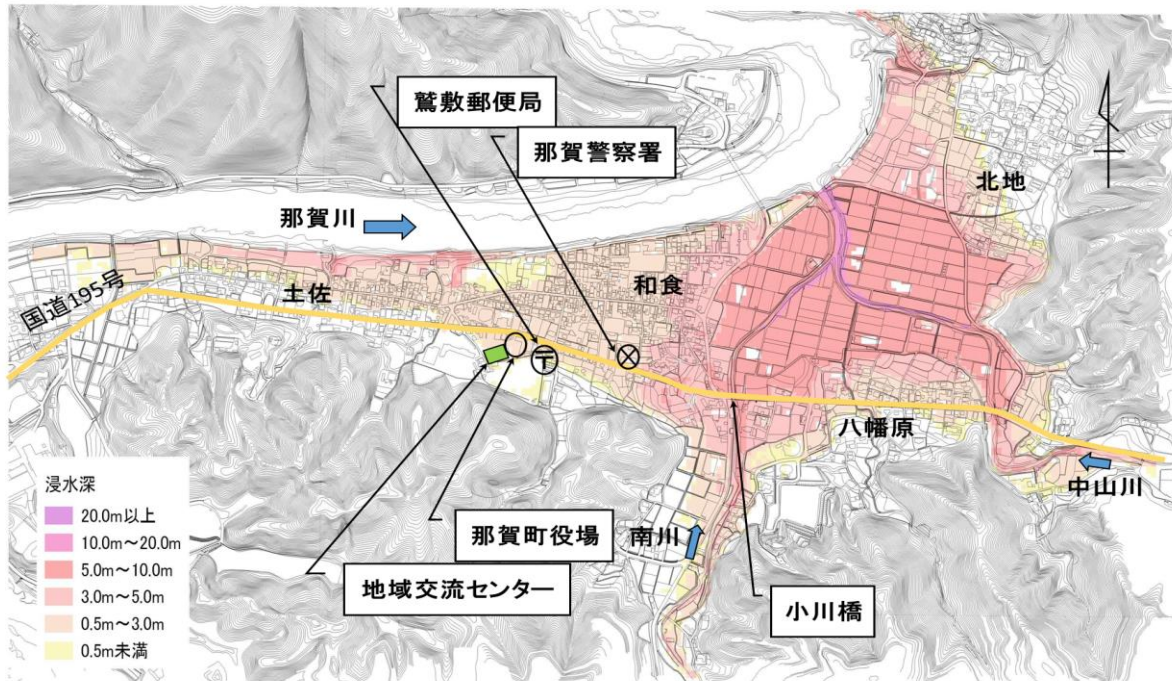 鷲敷郵便局
那賀警察署
北地
那賀川
和食
国道195号
土佐
〒
八幡原
中山川
浸水深
20.0m以上
10.0m～20.0m
5.0m～10.0m
3.0m～5.0m
0.5m～3.0m
0.5m未満
那賀町役場
南川
地域交流センター
小川橋